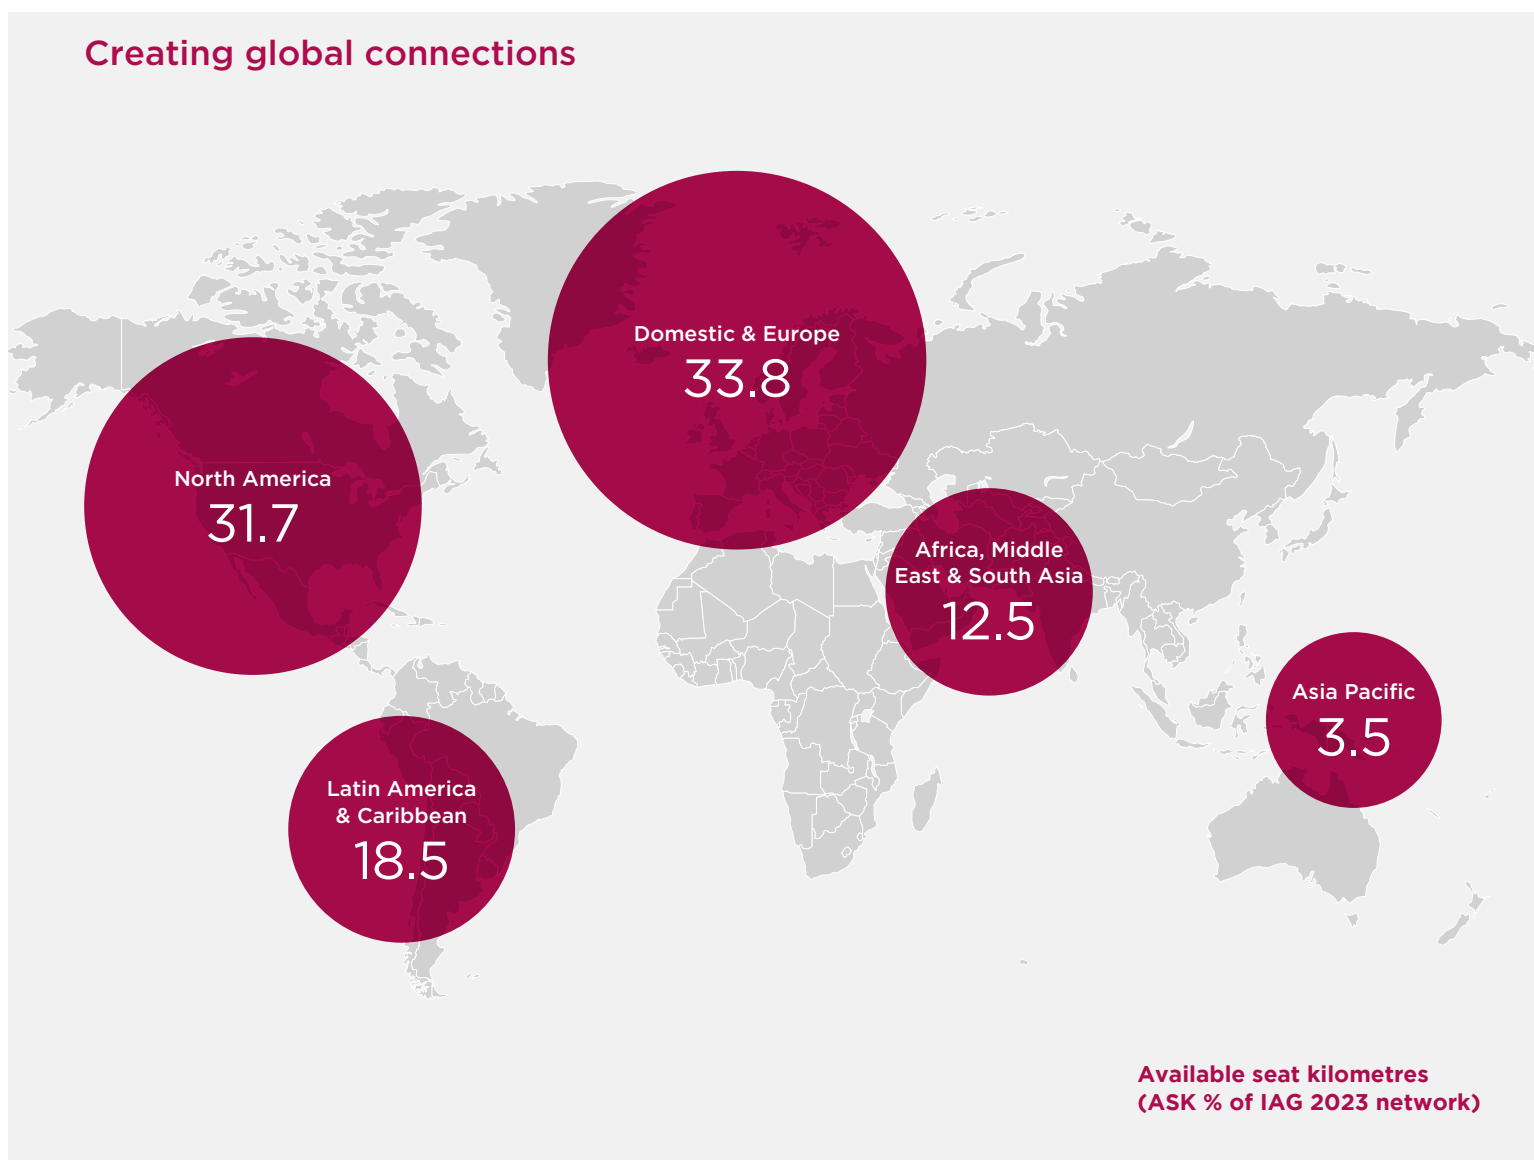 Creating global connections
Domestic & Europe
33.8
North America
31.7
Africa, Middle
East & South Asia
12.5
Asia Pacific
3.5
Latin America
& Caribbean
18.5
Available seat kilometres
(ASK % of IAG 2023 network)